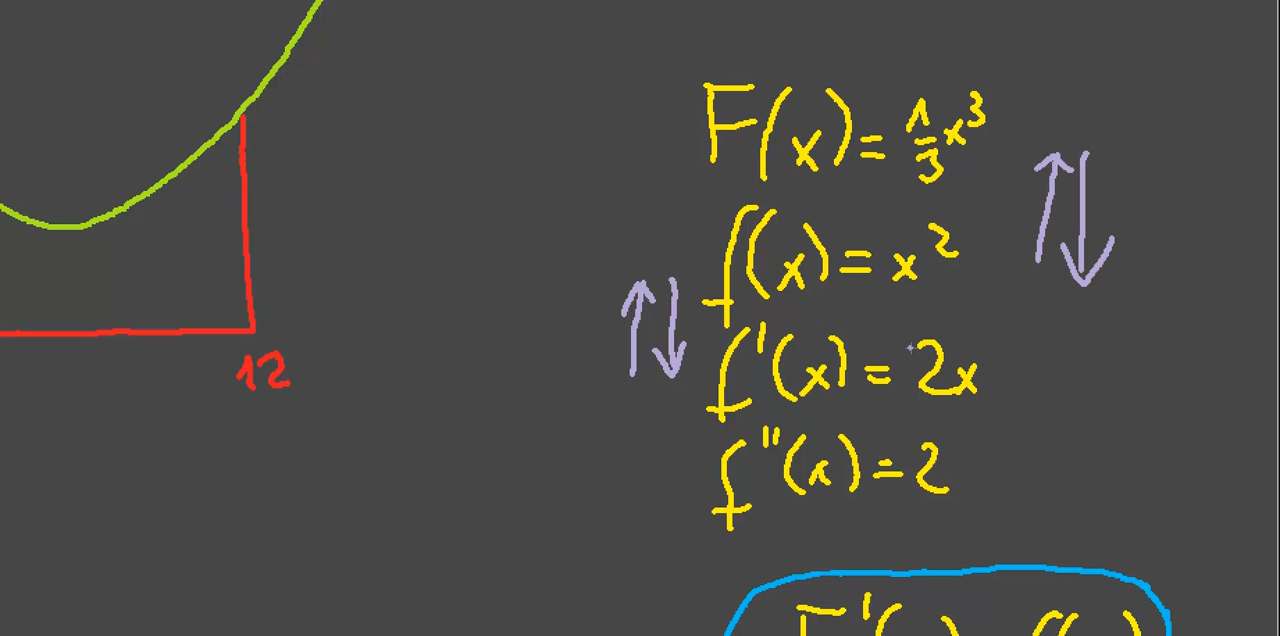 F(x) = 1/3 x³
f(x) = x²
12
f'(x) = 2x
f''(x) = 2